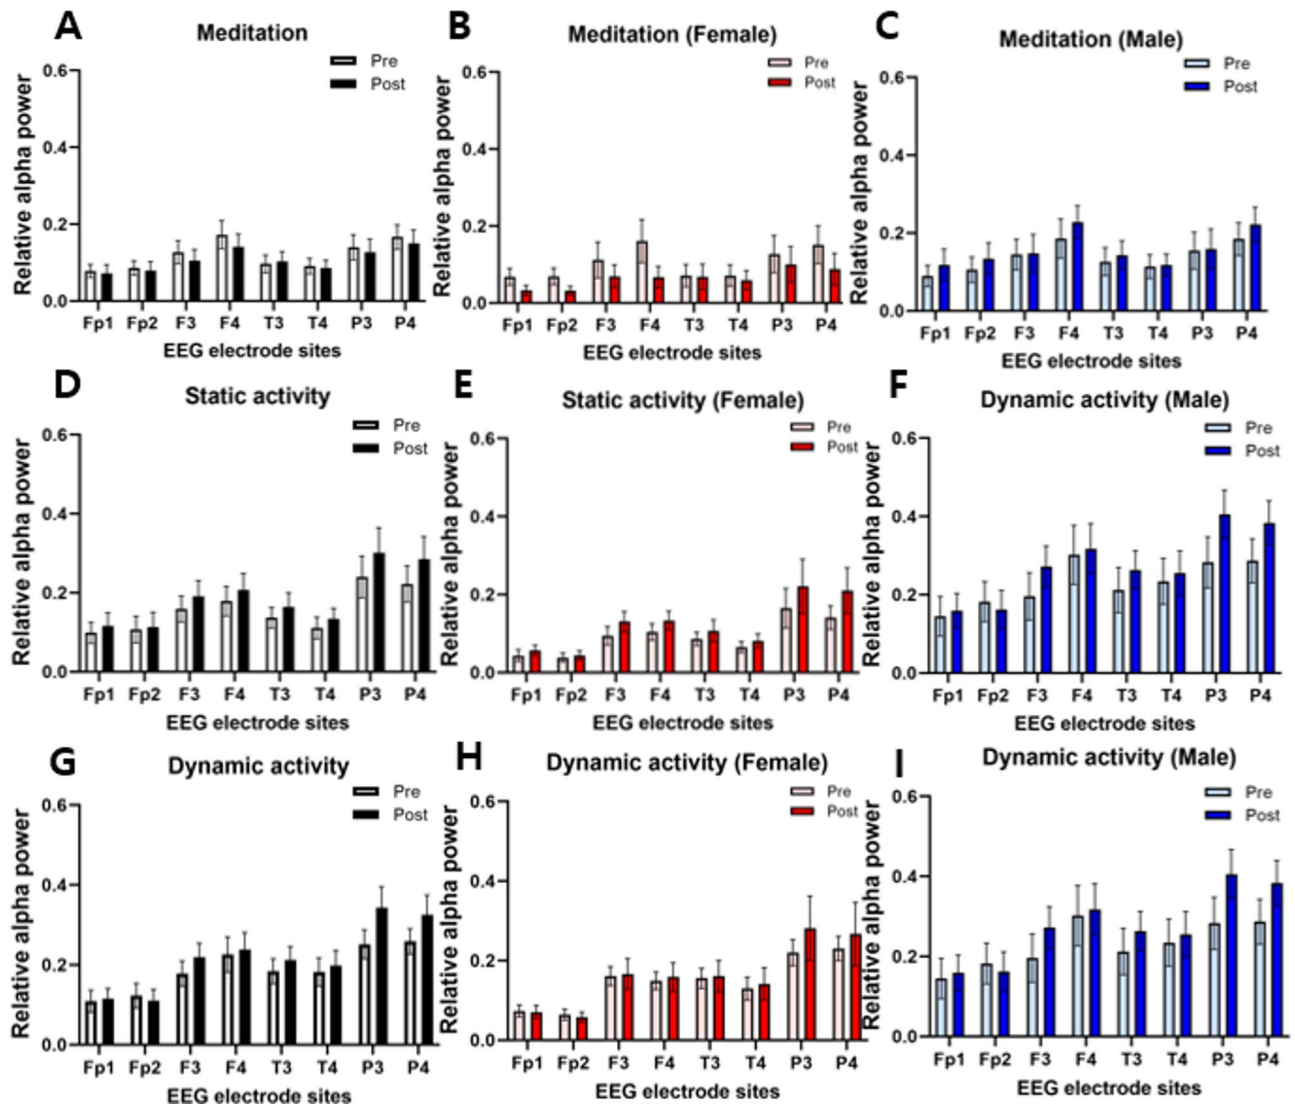 A
Meditation
Pre
Post
Relative alpha power
0.6
0.4
0.2
0.0
Fp1 Fp2 F3 F4 T3 T4 P3 P4
EEG electrode sites
B
Meditation (Female)
Pre
Post
Relative alpha power
0.6
0.4
0.2
0.0
Fp1 Fp2 F3 F4 T3 T4 P3 P4
EEG electrode sites
C
Meditation (Male)
Pre
Post
Relative alpha power
0.6
0.4
0.2
0.0
Fp1 Fp2 F3 F4 T3 T4 P3 P4
EEG electrode sites
D
Static activity
Pre
Post
Relative alpha power
0.6
0.4
0.2
0.0
Fp1 Fp2 F3 F4 T3 T4 P3 P4
EEG electrode sites
E
Static activity (Female)
Pre
Post
Relative alpha power
0.6
0.4
0.2
0.0
Fp1 Fp2 F3 F4 T3 T4 P3 P4
EEG electrode sites
F
Dynamic activity (Male)
Pre
Post
Relative alpha power
0.6
0.4
0.2
0.0
Fp1 Fp2 F3 F4 T3 T4 P3 P4
EEG electrode sites
G
Dynamic activity
Pre
Post
Relative alpha power
0.6
0.4
0.2
0.0
Fp1 Fp2 F3 F4 T3 T4 P3 P4
EEG electrode sites
H
Dynamic activity (Female)
Pre
Post
Relative alpha power
0.6
0.4
0.2
0.0
Fp1 Fp2 F3 F4 T3 T4 P3 P4
EEG electrode sites
I
Dynamic activity (Male)
Pre
Post
Relative alpha power
0.6
0.4
0.2
0.0
Fp1 Fp2 F3 F4 T3 T4 P3 P4
EEG electrode sites